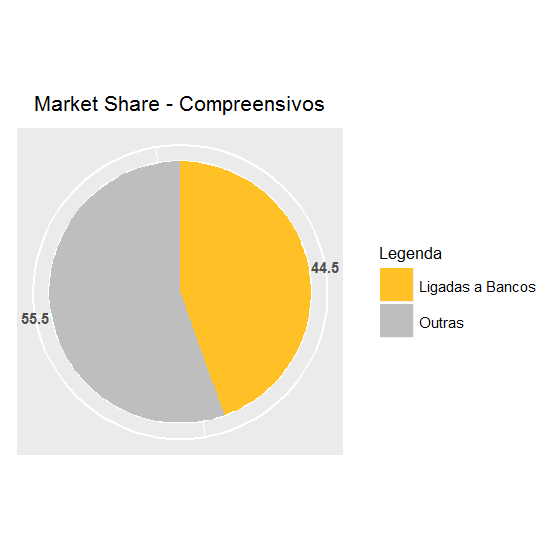 Market Share - Compreensivos
44.5
55.5
Legenda
Ligadas a Bancos
Outras